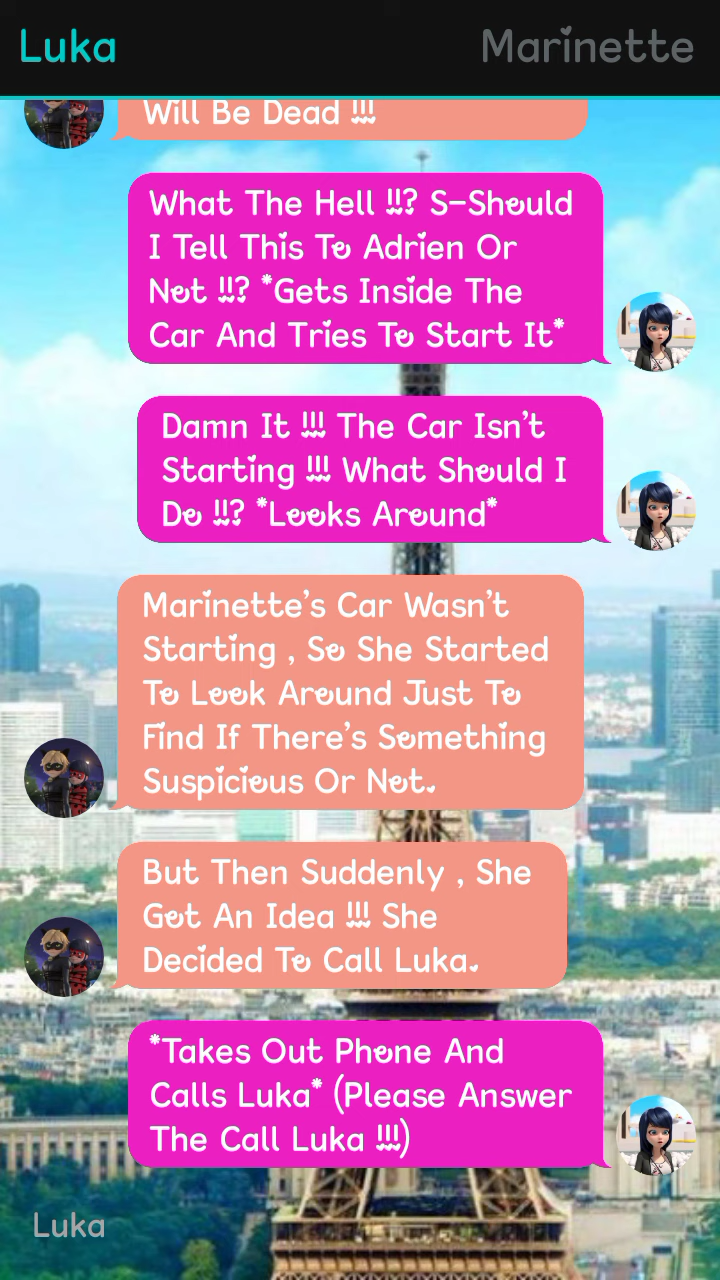 Luka
Marinette
Will Be Dead !!!
What The Hell !!? S-Should
I Tell This To Adrien Or
Not !!? *Gets Inside The
Car And Tries To Start It*
Damn It !!! The Car Isn't
Starting !!! What Should I
Do !!? *Looks Around*
Marinette's Car Wasn't
Starting , So She Started
To Look Around Just To
Find If There's Something
Suspicious Or Not.
But Then Suddenly , She
Got An Idea !!! She
Decided To Call Luka.
*Takes Out Phone And
Calls Luka* (Please Answer
The Call Luka !!!)
Luka